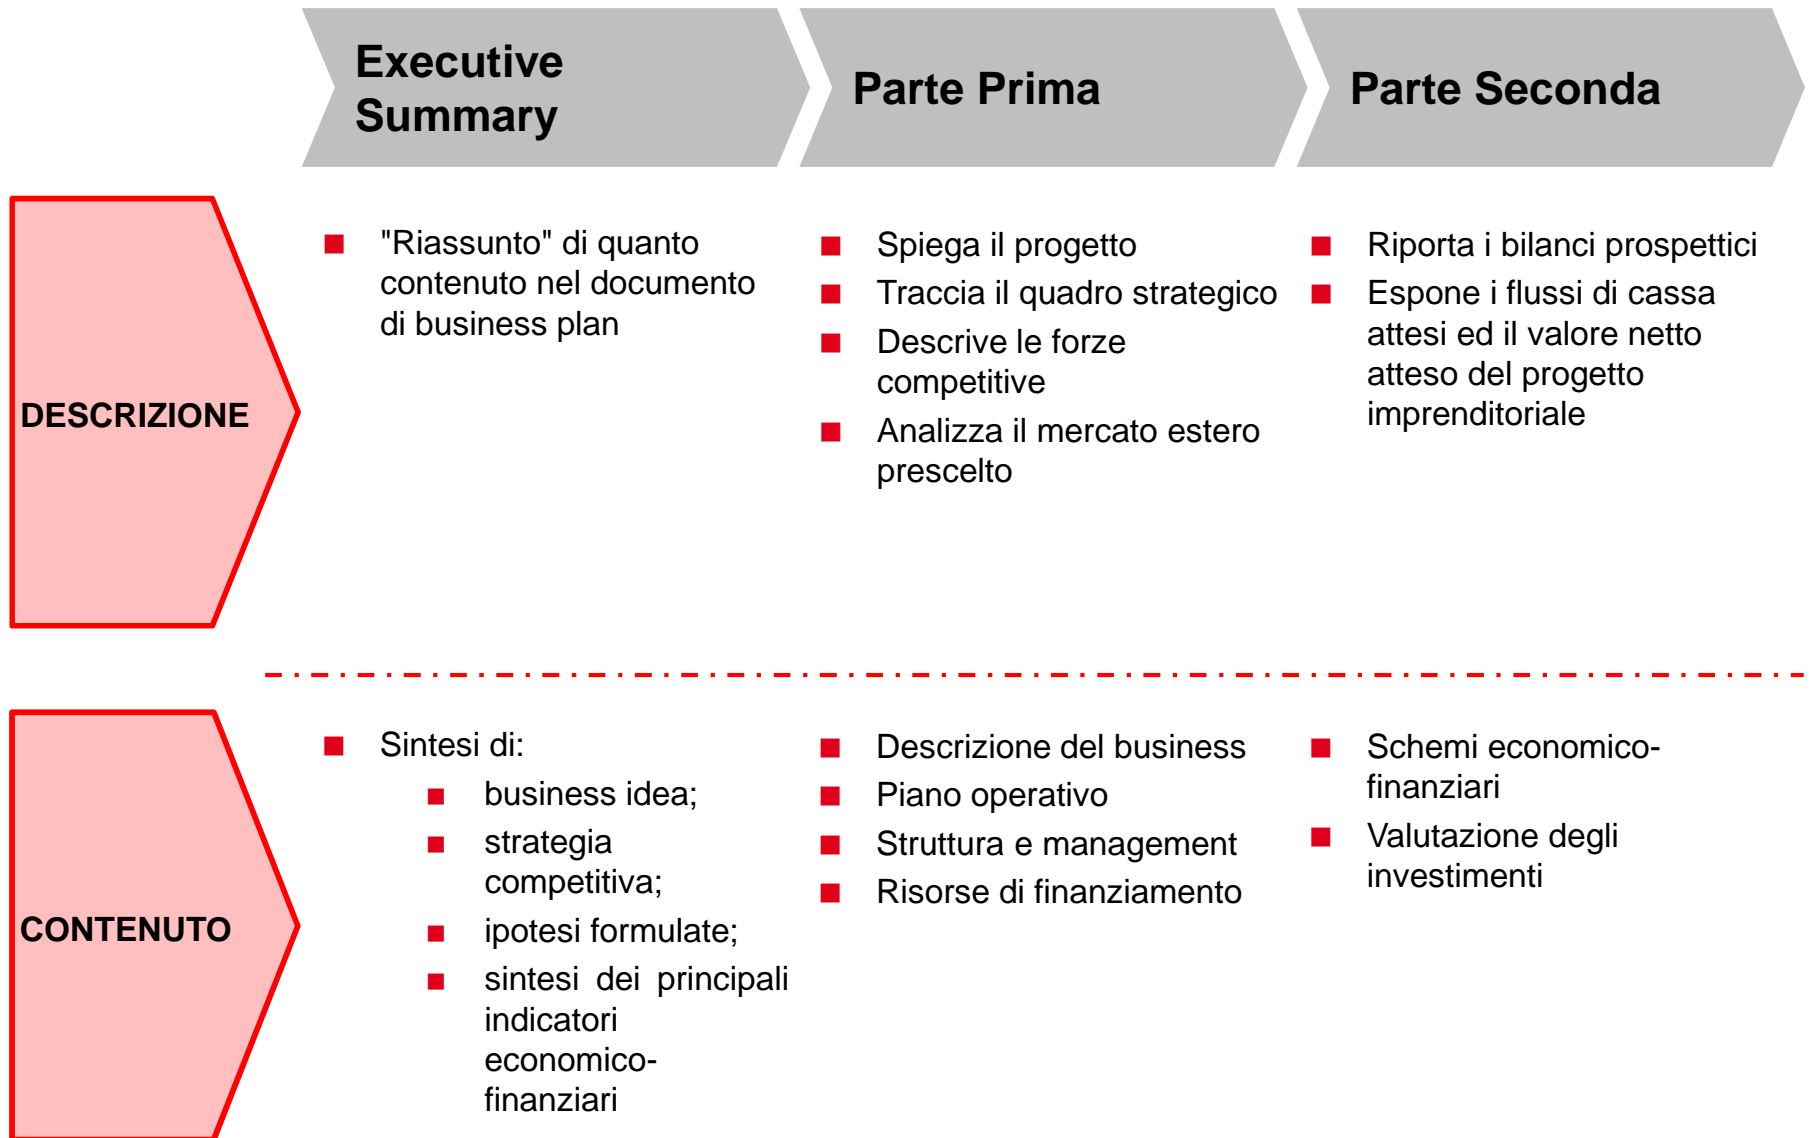 Executive
Summary
Parte Prima
Parte Seconda
DESCRIZIONE
"Riassunto" di quanto
contenuto nel documento
di business plan
Spiega il progetto
Traccia il quadro strategico
Descrive le forze
competitive
Analizza il mercato estero
prescelto
Riporta i bilanci prospettici
Espone i flussi di cassa
attesi ed il valore netto
atteso del progetto
imprenditoriale
CONTENUTO
Sintesi di:
business idea;
strategia
competitiva;
ipotesi formulate;
sintesi dei principali
indicatori
economico-
finanziari
Descrizione del business
Piano operativo
Struttura e management
Risorse di finanziamento
Schemi economico-
finanziari
Valutazione degli
investimenti